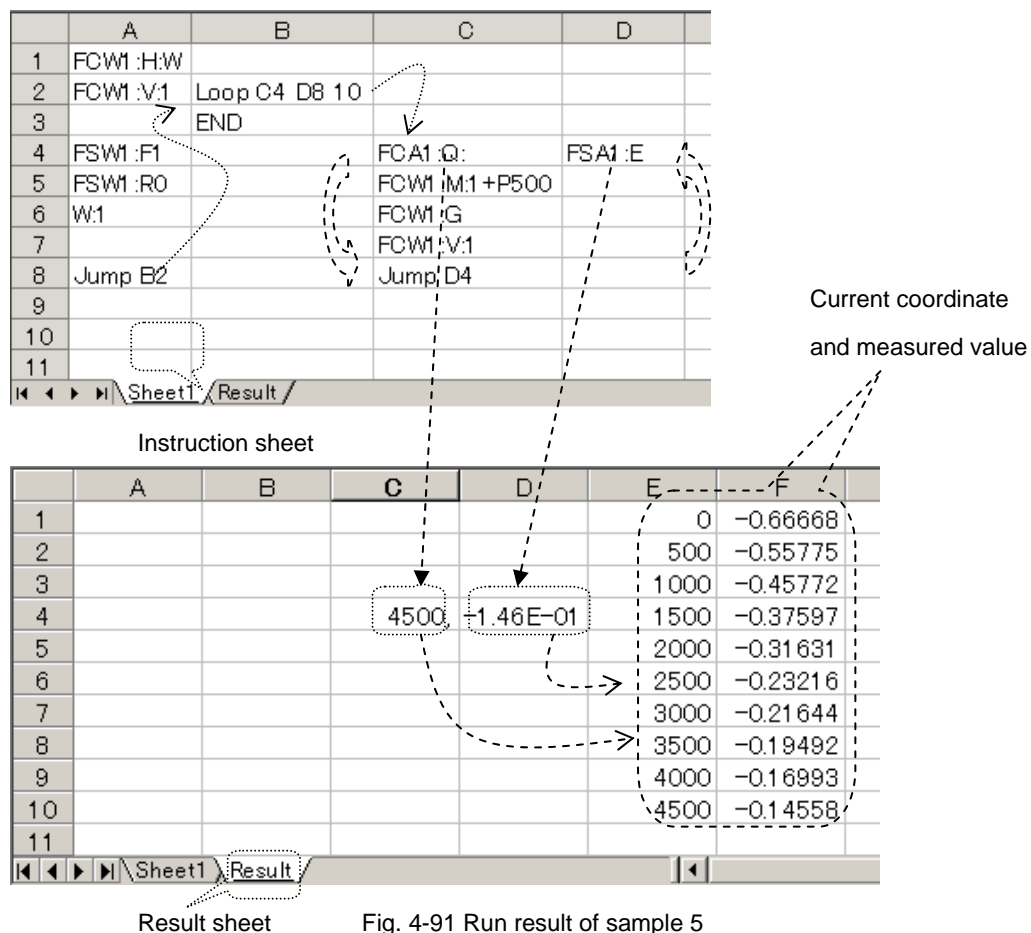 A B C D
1 FCW1:H:W
2 FCW1:V:1 Loop C4 D8 10
3 END
4 FSW1:F1 FCA1:Q: FSA1:E
5 FSW1:R0 FCW1:M:1+P500
6 W:1 FCW1:G
7 FCW1:V:1
8 Jump B2 Jump D4
9
10
11
Sheet1 Result
Current coordinate
and measured value
Instruction sheet
A B C D E F
1 0 -0.66668
2 500 -0.55775
3 1000 -0.45772
4 4500, -1.46E-01 1500 -0.37597
5 2000 -0.31631
6 2500 -0.23216
7 3000 -0.21644
8 3500 -0.19492
9 4000 -0.16993
10 4500 -0.14558
11
Sheet1 Result
Result sheet Fig. 4-91 Run result of sample 5